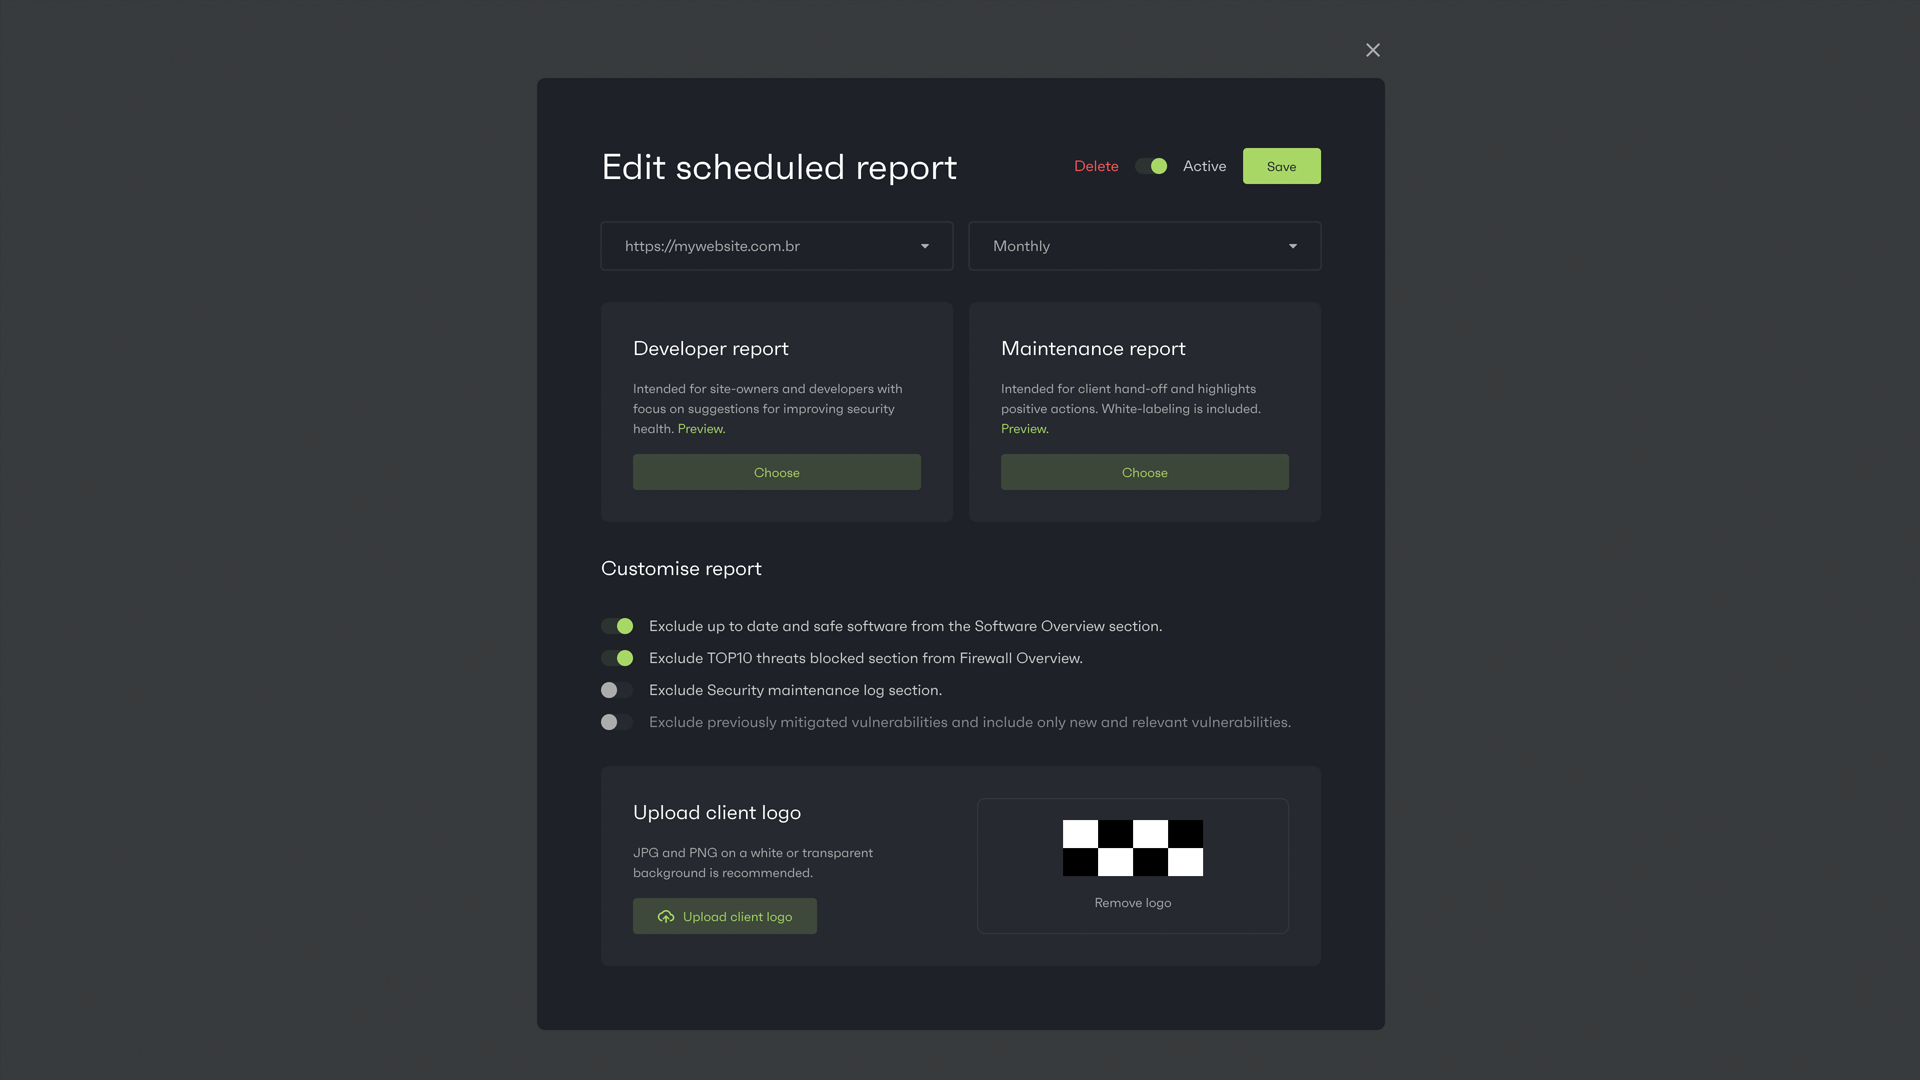 Edit scheduled report
Delete
Active
Save
https://mywebsite.com.br
Monthly
Developer report
Intended for site-owners and developers with
focus on suggestions for improving security
health. Preview.
Choose
Maintenance report
Intended for client hand-off and highlights
positive actions. White-labeling is included.
Preview.
Choose
Customise report
Exclude up to date and safe software from the Software Overview section.
Exclude TOP10 threats blocked section from Firewall Overview.
Exclude Security maintenance log section.
Exclude previously mitigated vulnerabilities and include only new and relevant vulnerabilities.
Upload client logo
JPG and PNG on a white or transparent
background is recommended.
Upload client logo
Remove logo